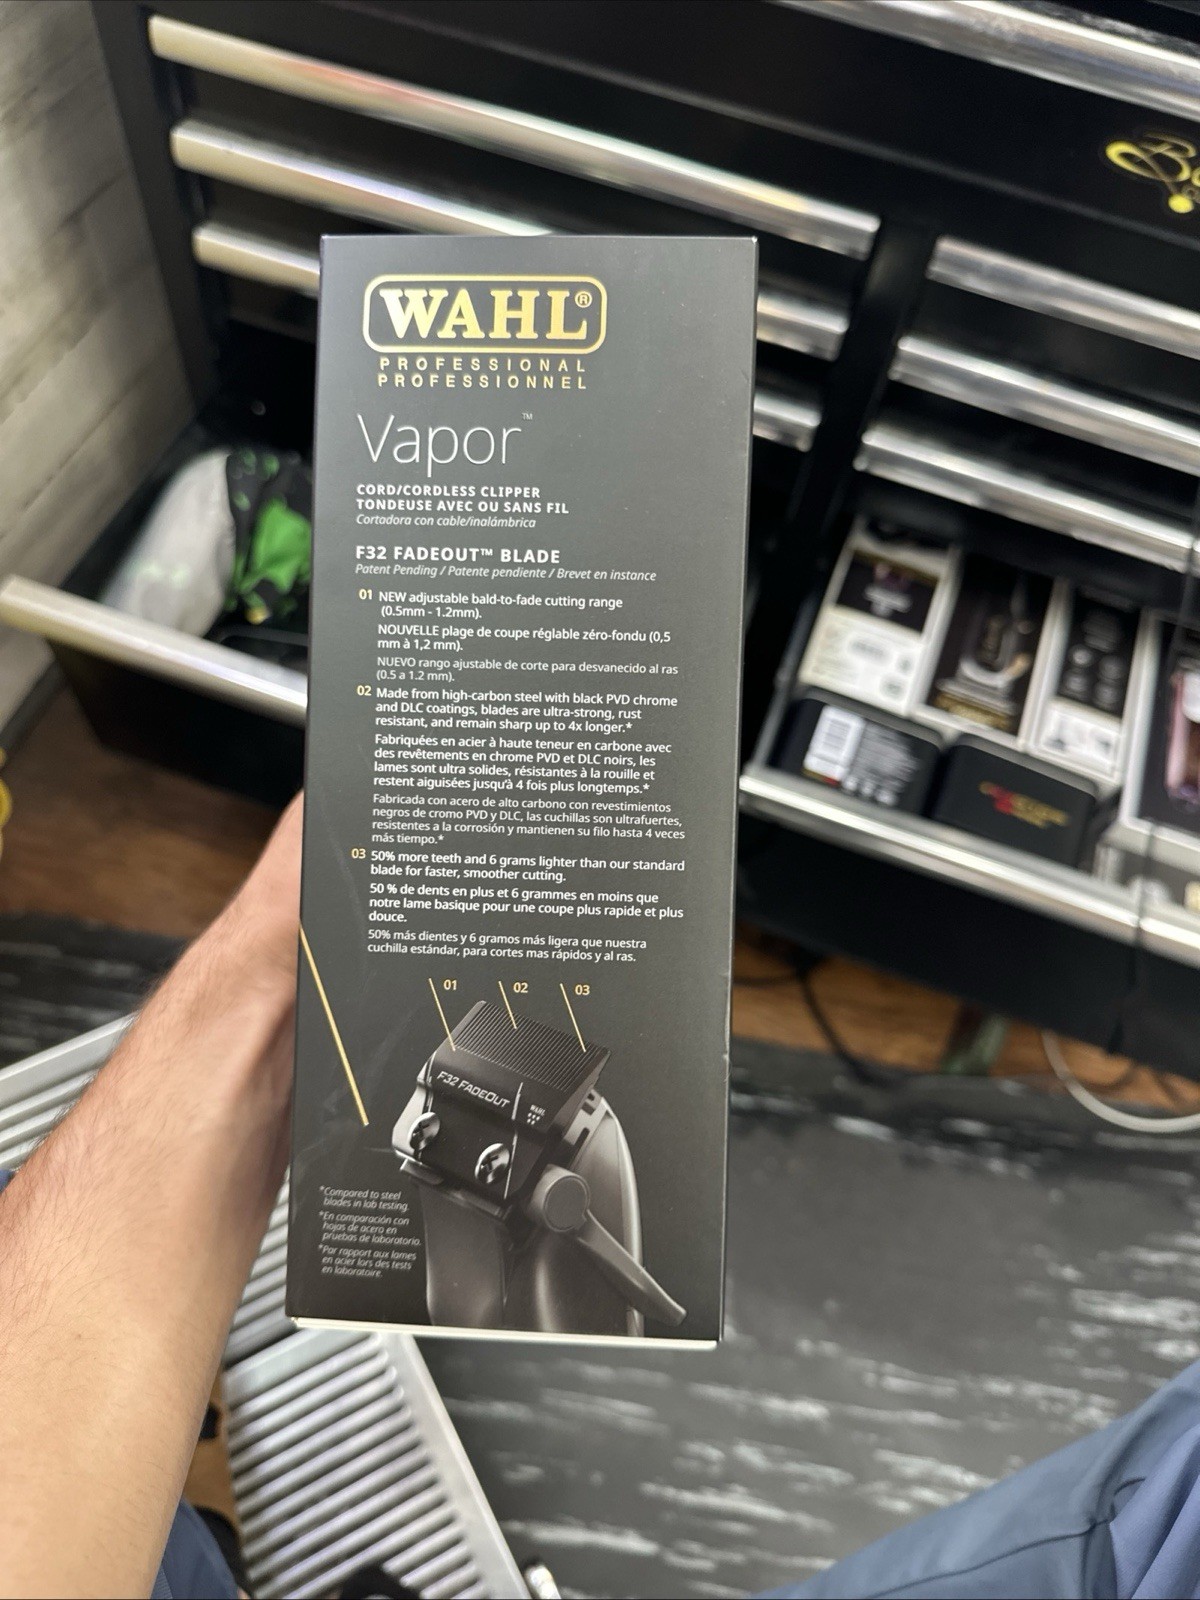 WAHL®
PROFESSIONAL
PROFESSIONNEL
Vapor™
CORD/CORDLESS CLIPPER
TONDEUSE AVEC OU SANS FIL
Cortadora con cable/inalámbrica
F32 FADEOUT™ BLADE
Patent Pending / Patente pendiente / Brevet en instance
01 NEW adjustable bald-to-fade cutting range
(0.5mm - 1.2mm).
NOUVELLE plage de coupe réglable zéro-fondu (0,5
mm à 1,2 mm).
NUEVO rango ajustable de corte para desvanecido al ras
(0.5 a 1.2 mm).
02 Made from high-carbon steel with black PVD chrome
and DLC coatings, blades are ultra-strong, rust
resistant, and remain sharp up to 4x longer.*
Fabriquées en acier à haute teneur en carbone avec
des revêtements en chrome PVD et DLC noirs, les
lames sont ultra solides, résistantes à la rouille et
restent aiguisées jusqu'à 4 fois plus longtemps.*
Fabricada con acero de alto carbono con revestimientos
negros de cromo PVD y DLC, las cuchillas son ultrafuertes,
resistentes a la corrosión y mantienen su filo hasta 4 veces
más tiempo.*
03 50% more teeth and 6 grams lighter than our standard
blade for faster, smoother cutting.
50 % de dents en plus et 6 grammes en moins que
notre lame basique pour une coupe plus rapide et plus
douce.
50% más dientes y 6 gramos más ligera que nuestra
cuchilla estándar, para cortes mas rápidos y al ras.
01 02 03
F32 FADEOUT
WAHL
*Compared to steel
blades in lab testing.
*En comparación con
hojas de acero en
pruebas de laboratorio.
*Par rapport aux lames
en acier lors des tests
en laboratoire.